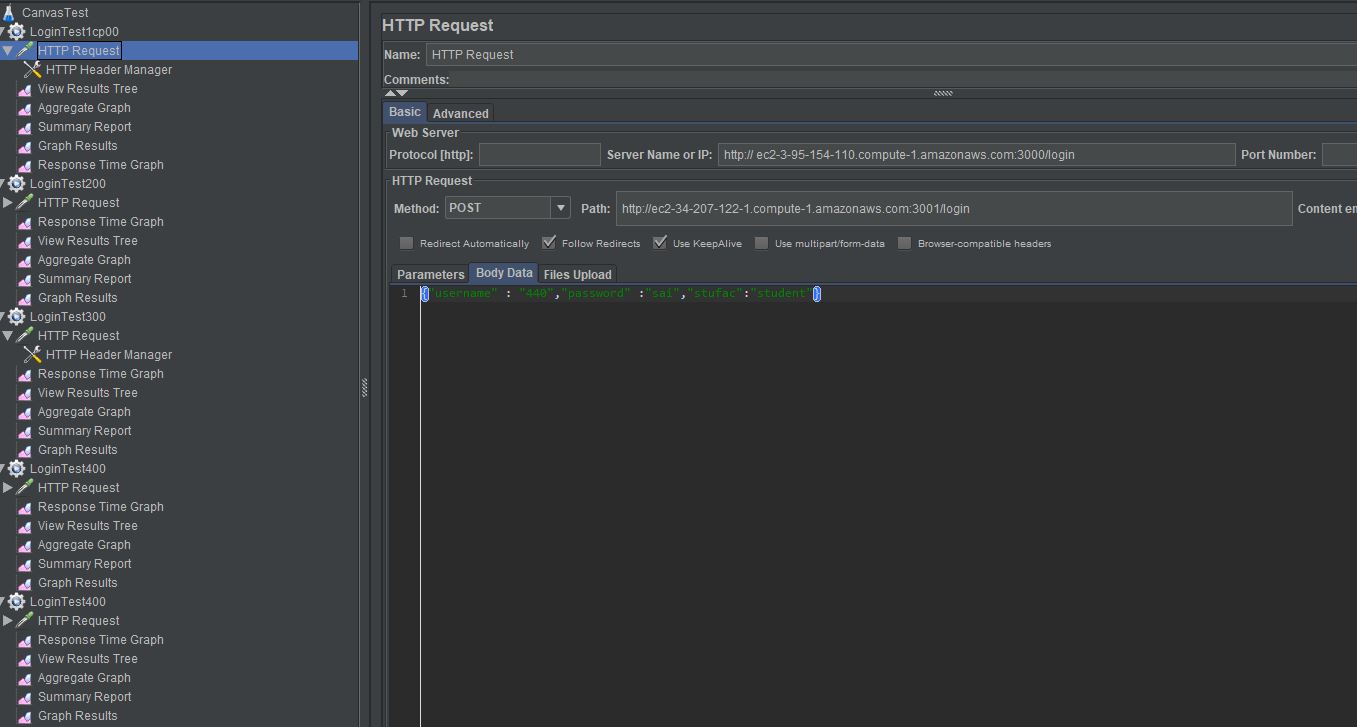 CanvasTest
LoginTest1cp00
HTTP Request
HTTP Header Manager
View Results Tree
Aggregate Graph
Summary Report
Graph Results
Response Time Graph
LoginTest200
HTTP Request
Response Time Graph
View Results Tree
Aggregate Graph
Summary Report
Graph Results
LoginTest300
HTTP Request
HTTP Header Manager
Response Time Graph
View Results Tree
Aggregate Graph
Summary Report
Graph Results
LoginTest400
HTTP Request
Response Time Graph
View Results Tree
Aggregate Graph
Summary Report
Graph Results
LoginTest400
HTTP Request
Response Time Graph
View Results Tree
Aggregate Graph
Summary Report
Graph Results
HTTP Request
Name: HTTP Request
Comments:
Basic Advanced
Web Server
Protocol [http]: Server Name or IP: http:// ec2-3-95-154-110.compute-1.amazonaws.com:3000/login Port Number:
HTTP Request
Method: POST Path: http://ec2-34-207-122-1.compute-1.amazonaws.com:3001/login Content en
Redirect Automatically Follow Redirects Use KeepAlive Use multipart/form-data Browser-compatible headers
Parameters Body Data Files Upload
1 {"username" : "440","password" :"sai","stufac":"student"}